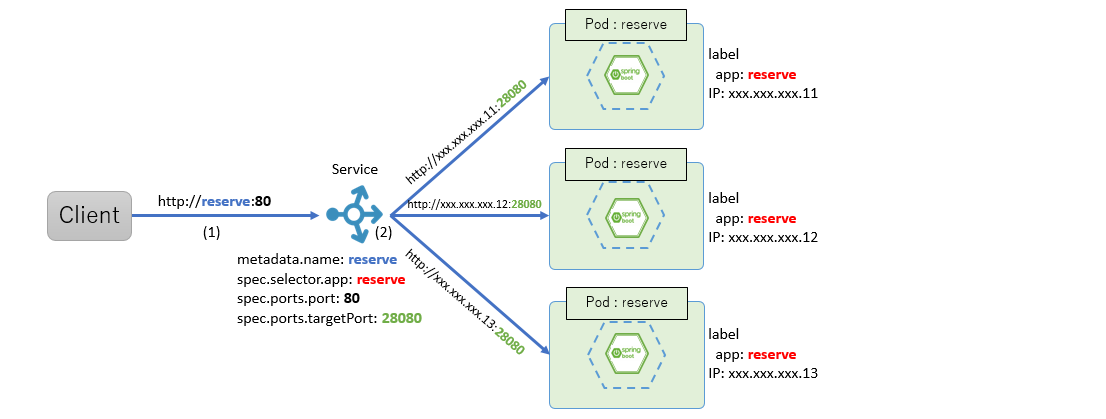 Client
http://reserve:80
(1)
Service
(2)
metadata.name: reserve
spec.selector.app: reserve
spec.ports.port: 80
spec.ports.targetPort: 28080
http://xxx.xxx.xxx.11:28080
http://xxx.xxx.xxx.12:28080
http://xxx.xxx.xxx.13:28080
Pod : reserve
spring
boot
label
app: reserve
IP: xxx.xxx.xxx.11
Pod : reserve
spring
boot
label
app: reserve
IP: xxx.xxx.xxx.12
Pod : reserve
spring
boot
label
app: reserve
IP: xxx.xxx.xxx.13